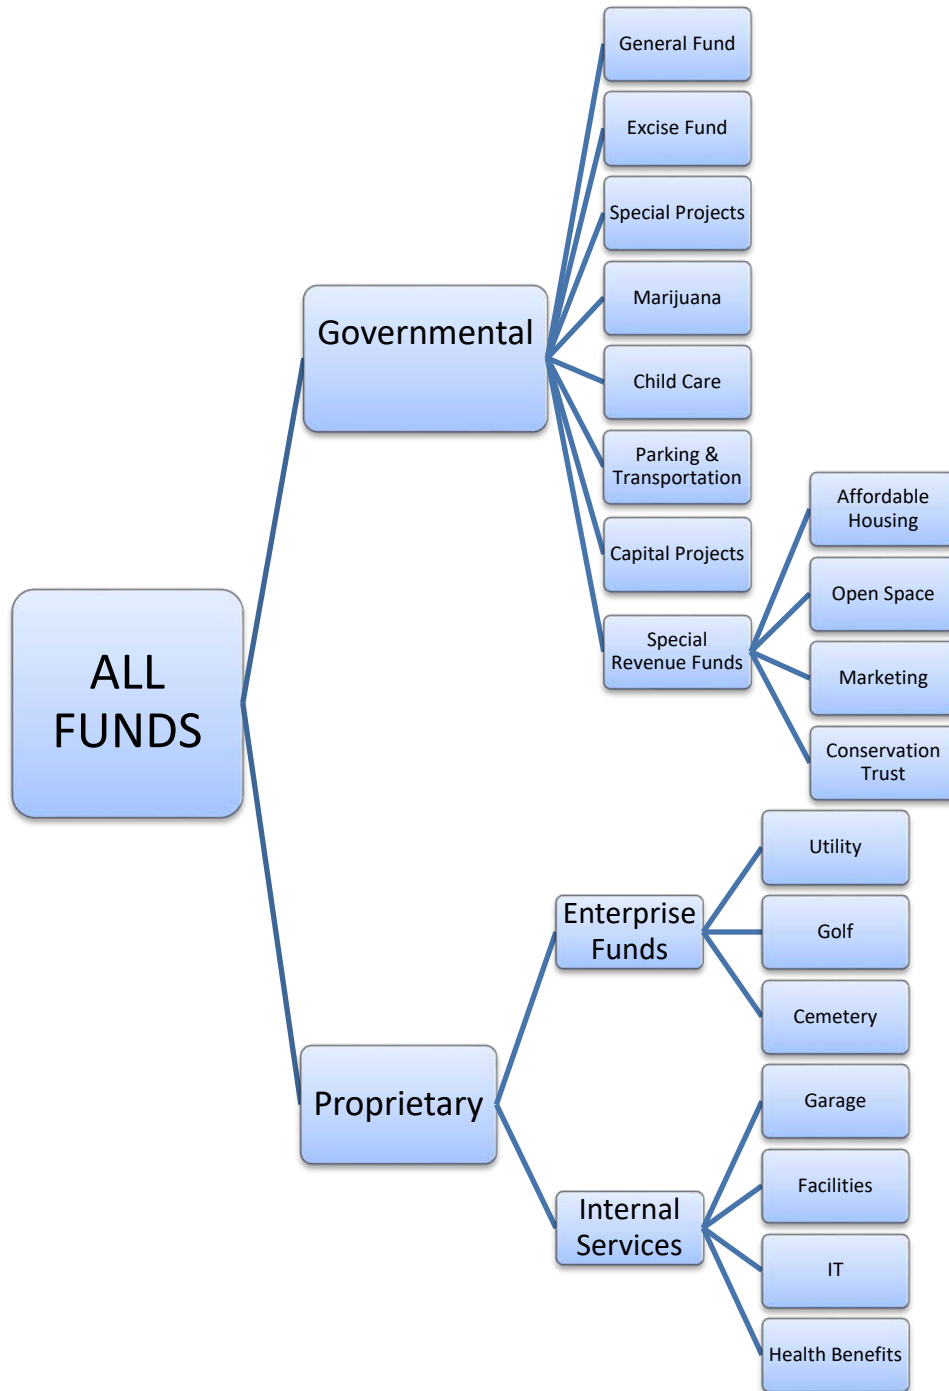 General Fund
Excise Fund
Special Projects
Marijuana
Governmental
Child Care
Parking &
Transportation
Capital Projects
Special
Revenue Funds
Affordable
Housing
Open Space
Marketing
Conservation
Trust
ALL
FUNDS
Proprietary
Enterprise
Funds
Utility
Golf
Cemetery
Internal
Services
Garage
Facilities
IT
Health Benefits